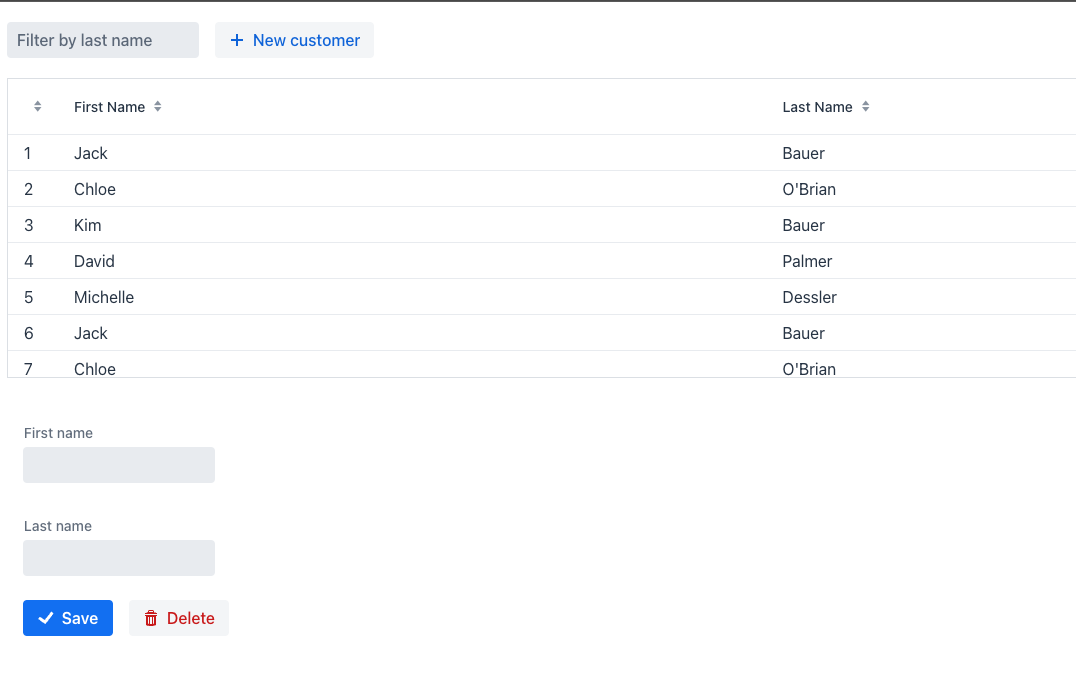 Filter by last name New customer
First Name Last Name
1 Jack Bauer
2 Chloe O'Brian
3 Kim Bauer
4 David Palmer
5 Michelle Dessler
6 Jack Bauer
7 Chloe O'Brian
First name
Last name
Save Delete